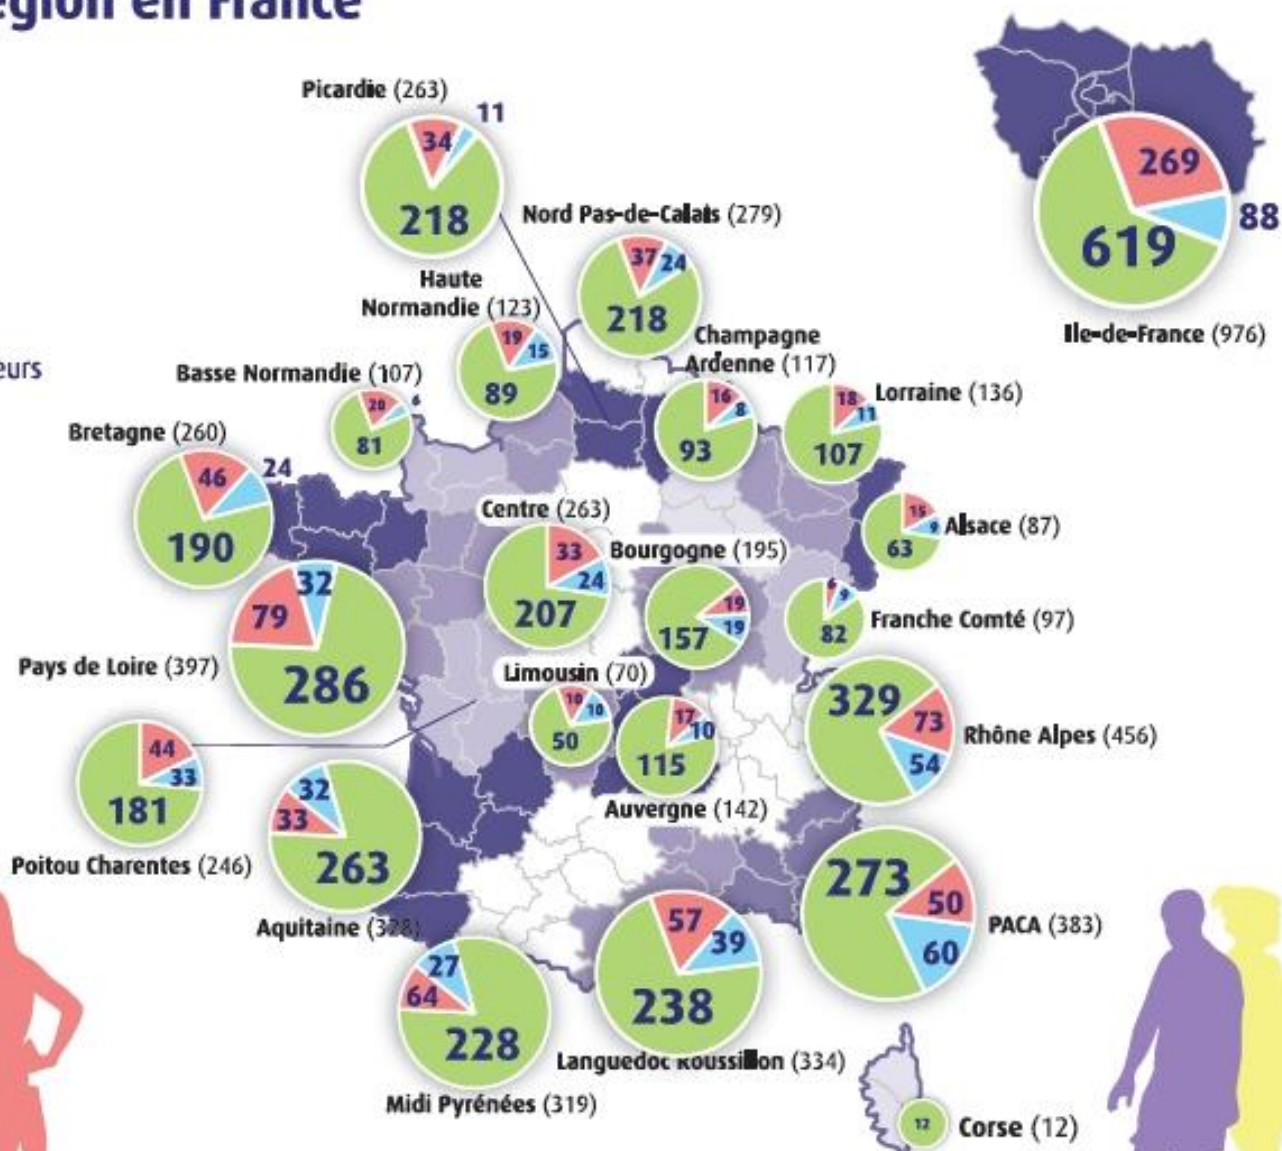 égion en France
Picardie (263)
11
34
218
269
88
619
Ile-de-France (976)
Nord Pas-de-Calais (279)
37
24
218
Haute
Normandie (123)
19
15
89
Champagne
Ardenne (117)
16
8
93
eurs
Basse Normandie (107)
20
6
81
Lorraine (136)
18
11
107
Bretagne (260)
46
24
190
Centre (263)
33
24
207
Bourgogne (195)
19
19
157
Alsace (87)
15
9
63
Franche Comté (97)
6
9
82
Pays de Loire (397)
32
79
286
Limousin (70)
10
10
50
17
10
115
Auvergne (142)
329
73
54
Rhône Alpes (456)
44
33
181
Poitou Charentes (246)
32
33
263
Aquitaine (328)
273
50
60
PACA (383)
57
39
238
Languedoc Roussillon (334)
27
64
228
Midi Pyrénées (319)
12
Corse (12)